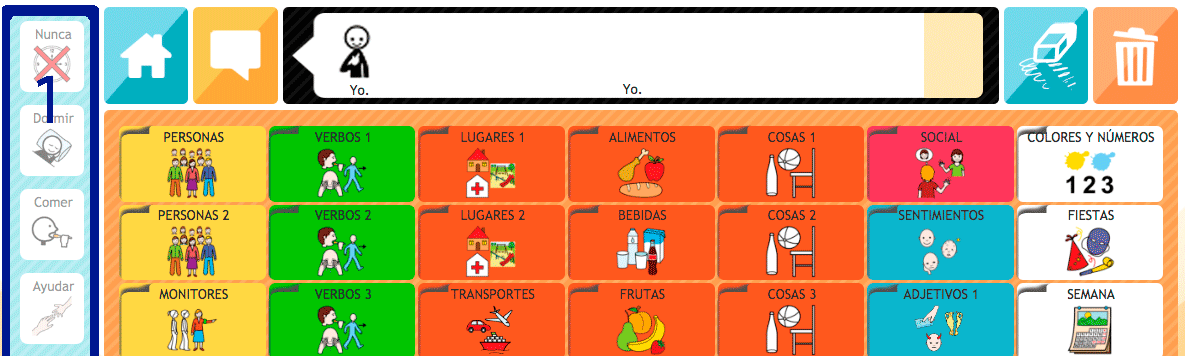 Nunca
1
Dormir
Comer
Ayudar
Yo.
Yo.
PERSONAS
VERBOS 1
LUGARES 1
ALIMENTOS
COSAS 1
SOCIAL
COLORES Y NÚMEROS
1 2 3
PERSONAS 2
VERBOS 2
LUGARES 2
BEBIDAS
COSAS 2
SENTIMIENTOS
FIESTAS
MONITORES
VERBOS 3
TRANSPORTES
FRUTAS
COSAS 3
ADJETIVOS 1
SEMANA